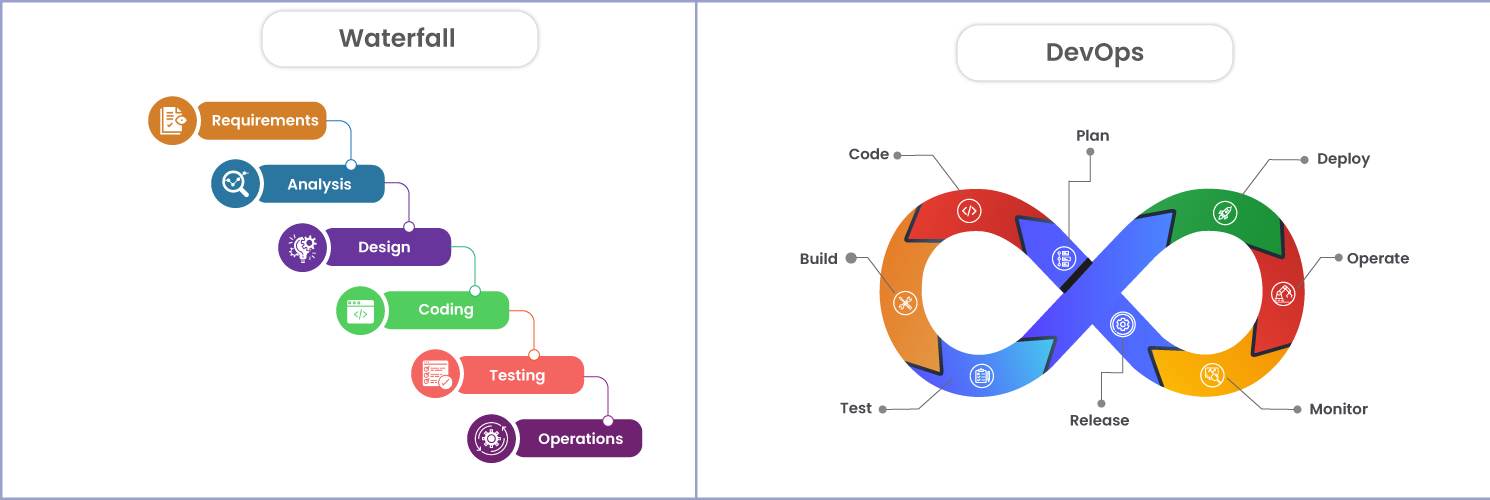 Waterfall
Requirements
Analysis
Design
Coding
Testing
Operations
DevOps
Plan
Code
Deploy
Build
Operate
Test
Release
Monitor